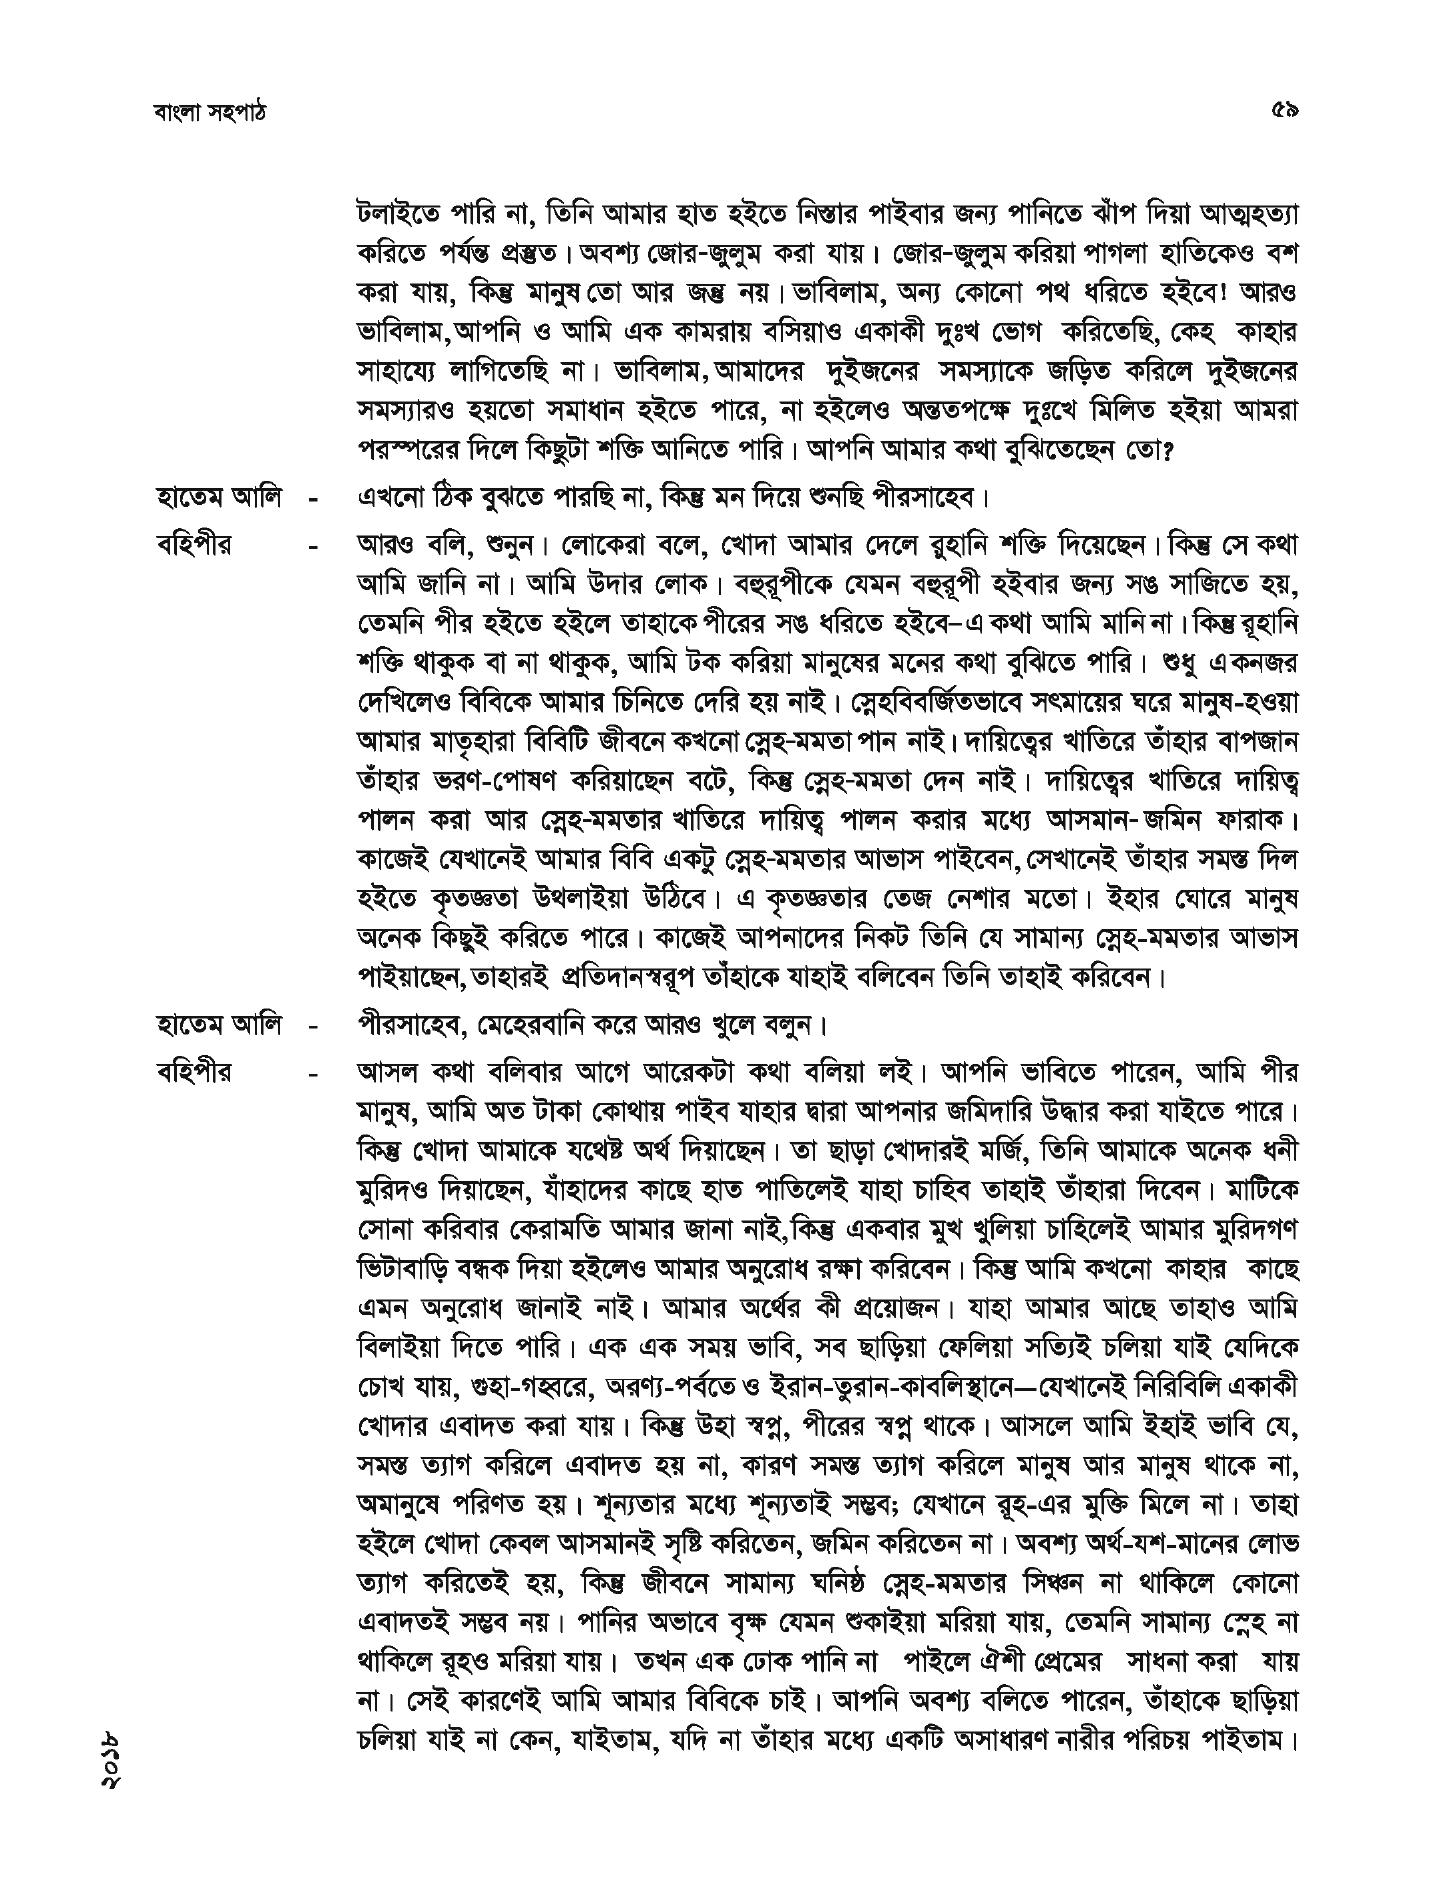 বাংলা সহপাঠ ৫৯
টলাইতে পারি না, তিনি আমার হাত হইতে নিস্তার পাইবার জন্য পানিতে ঝাঁপ দিয়া আত্মহত্যা
করিতে পর্যন্ত প্রস্তুত। অবশ্য জোর-জুলুম করা যায়। জোর-জুলুম করিয়া পাগলা হাতিকেও বশ
করা যায়, কিন্তু মানুষ তো আর জন্তু নয়। ভাবিলাম, অন্য কোনো পথ ধরিতে হইবে! আরও
ভাবিলাম, আপনি ও আমি এক কামরায় বসিয়াও একাকী দুঃখ ভোগ করিতেছি, কেহ কাহার
সাহায্যে লাগিতেছি না। ভাবিলাম, আমাদের দুইজনের সমস্যাকে জড়িত করিলে দুইজনের
সমস্যারও হয়তো সমাধান হইতে পারে, না হইলেও অন্ততপক্ষে দুঃখে মিলিত হইয়া আমরা
পরস্পরের দিলে কিছুটা শক্তি আনিতে পারি। আপনি আমার কথা বুঝিতেছেন তো?
হাতেম আলি - এখনো ঠিক বুঝতে পারছি না, কিন্তু মন দিয়ে শুনছি পীরসাহেব।
বহিপীর - আরও বলি, শুনুন। লোকেরা বলে, খোদা আমার দেলে রুহানি শক্তি দিয়েছেন। কিন্তু সে কথা
আমি জানি না। আমি উদার লোক। বহুরূপীকে যেমন বহুরূপী হইবার জন্য সঙ সাজিতে হয়,
তেমনি পীর হইতে হইলে তাহাকে পীরের সঙ ধরিতে হইবে–এ কথা আমি মানি না। কিন্তু রূহানি
শক্তি থাকুক বা না থাকুক, আমি টক করিয়া মানুষের মনের কথা বুঝিতে পারি। শুধু একনজর
দেখিলেও বিবিকে আমার চিনিতে দেরি হয় নাই। স্নেহবিবর্জিতভাবে সৎমায়ের ঘরে মানুষ-হওয়া
আমার মাতৃহারা বিবিটি জীবনে কখনো স্নেহ-মমতা পান নাই। দায়িত্বের খাতিরে তাঁহার বাপজান
তাঁহার ভরণ-পোষণ করিয়াছেন বটে, কিন্তু স্নেহ-মমতা দেন নাই। দায়িত্বের খাতিরে দায়িত্ব
পালন করা আর স্নেহ-মমতার খাতিরে দায়িত্ব পালন করার মধ্যে আসমান-জমিন ফারাক।
কাজেই যেখানেই আমার বিবি একটু স্নেহ-মমতার আভাস পাইবেন, সেখানেই তাঁহার সমস্ত দিল
হইতে কৃতজ্ঞতা উথলাইয়া উঠিবে। এ কৃতজ্ঞতার তেজ নেশার মতো। ইহার ঘোরে মানুষ
অনেক কিছুই করিতে পারে। কাজেই আপনাদের নিকট তিনি যে সামান্য স্নেহ-মমতার আভাস
পাইয়াছেন, তাহারই প্রতিদানস্বরূপ তাঁহাকে যাহাই বলিবেন তিনি তাহাই করিবেন।
হাতেম আলি - পীরসাহেব, মেহেরবানি করে আরও খুলে বলুন।
বহিপীর - আসল কথা বলিবার আগে আরেকটা কথা বলিয়া লই। আপনি ভাবিতে পারেন, আমি পীর
মানুষ, আমি অত টাকা কোথায় পাইব যাহার দ্বারা আপনার জমিদারি উদ্ধার করা যাইতে পারে।
কিন্তু খোদা আমাকে যথেষ্ট অর্থ দিয়াছেন। তা ছাড়া খোদারই মর্জি, তিনি আমাকে অনেক ধনী
মুরিদও দিয়াছেন, যাঁহাদের কাছে হাত পাতিলেই যাহা চাহিব তাহাই তাঁহারা দিবেন। মাটিকে
সোনা করিবার কেরামতি আমার জানা নাই, কিন্তু একবার মুখ খুলিয়া চাহিলেই আমার মুরিদগণ
ভিটাবাড়ি বন্ধক দিয়া হইলেও আমার অনুরোধ রক্ষা করিবেন। কিন্তু আমি কখনো কাহার কাছে
এমন অনুরোধ জানাই নাই। আমার অর্থের কী প্রয়োজন। যাহা আমার আছে তাহাও আমি
বিলাইয়া দিতে পারি। এক এক সময় ভাবি, সব ছাড়িয়া ফেলিয়া সত্যিই চলিয়া যাই যেদিকে
চোখ যায়, গুহা-গহ্বরে, অরণ্য-পর্বতে ও ইরান-তুরান-কাবলিস্থানে—যেখানেই নিরিবিলি একাকী
খোদার এবাদত করা যায়। কিন্তু উহা স্বপ্ন, পীরের স্বপ্ন থাকে। আসলে আমি ইহাই ভাবি যে,
সমস্ত ত্যাগ করিলে এবাদত হয় না, কারণ সমস্ত ত্যাগ করিলে মানুষ আর মানুষ থাকে না,
অমানুষে পরিণত হয়। শূন্যতার মধ্যে শূন্যতাই সম্ভব; যেখানে রূহ-এর মুক্তি মিলে না। তাহা
হইলে খোদা কেবল আসমানই সৃষ্টি করিতেন, জমিন করিতেন না। অবশ্য অর্থ-যশ-মানের লোভ
ত্যাগ করিতেই হয়, কিন্তু জীবনে সামান্য ঘনিষ্ঠ স্নেহ-মমতার সিঞ্চন না থাকিলে কোনো
এবাদতই সম্ভব নয়। পানির অভাবে বৃক্ষ যেমন শুকাইয়া মরিয়া যায়, তেমনি সামান্য স্নেহ না
থাকিলে রূহও মরিয়া যায়। তখন এক ঢোক পানি না পাইলে ঐশী প্রেমের সাধনা করা যায়
না। সেই কারণেই আমি আমার বিবিকে চাই। আপনি অবশ্য বলিতে পারেন, তাঁহাকে ছাড়িয়া
চলিয়া যাই না কেন, যাইতাম, যদি না তাঁহার মধ্যে একটি অসাধারণ নারীর পরিচয় পাইতাম।
২০১৮